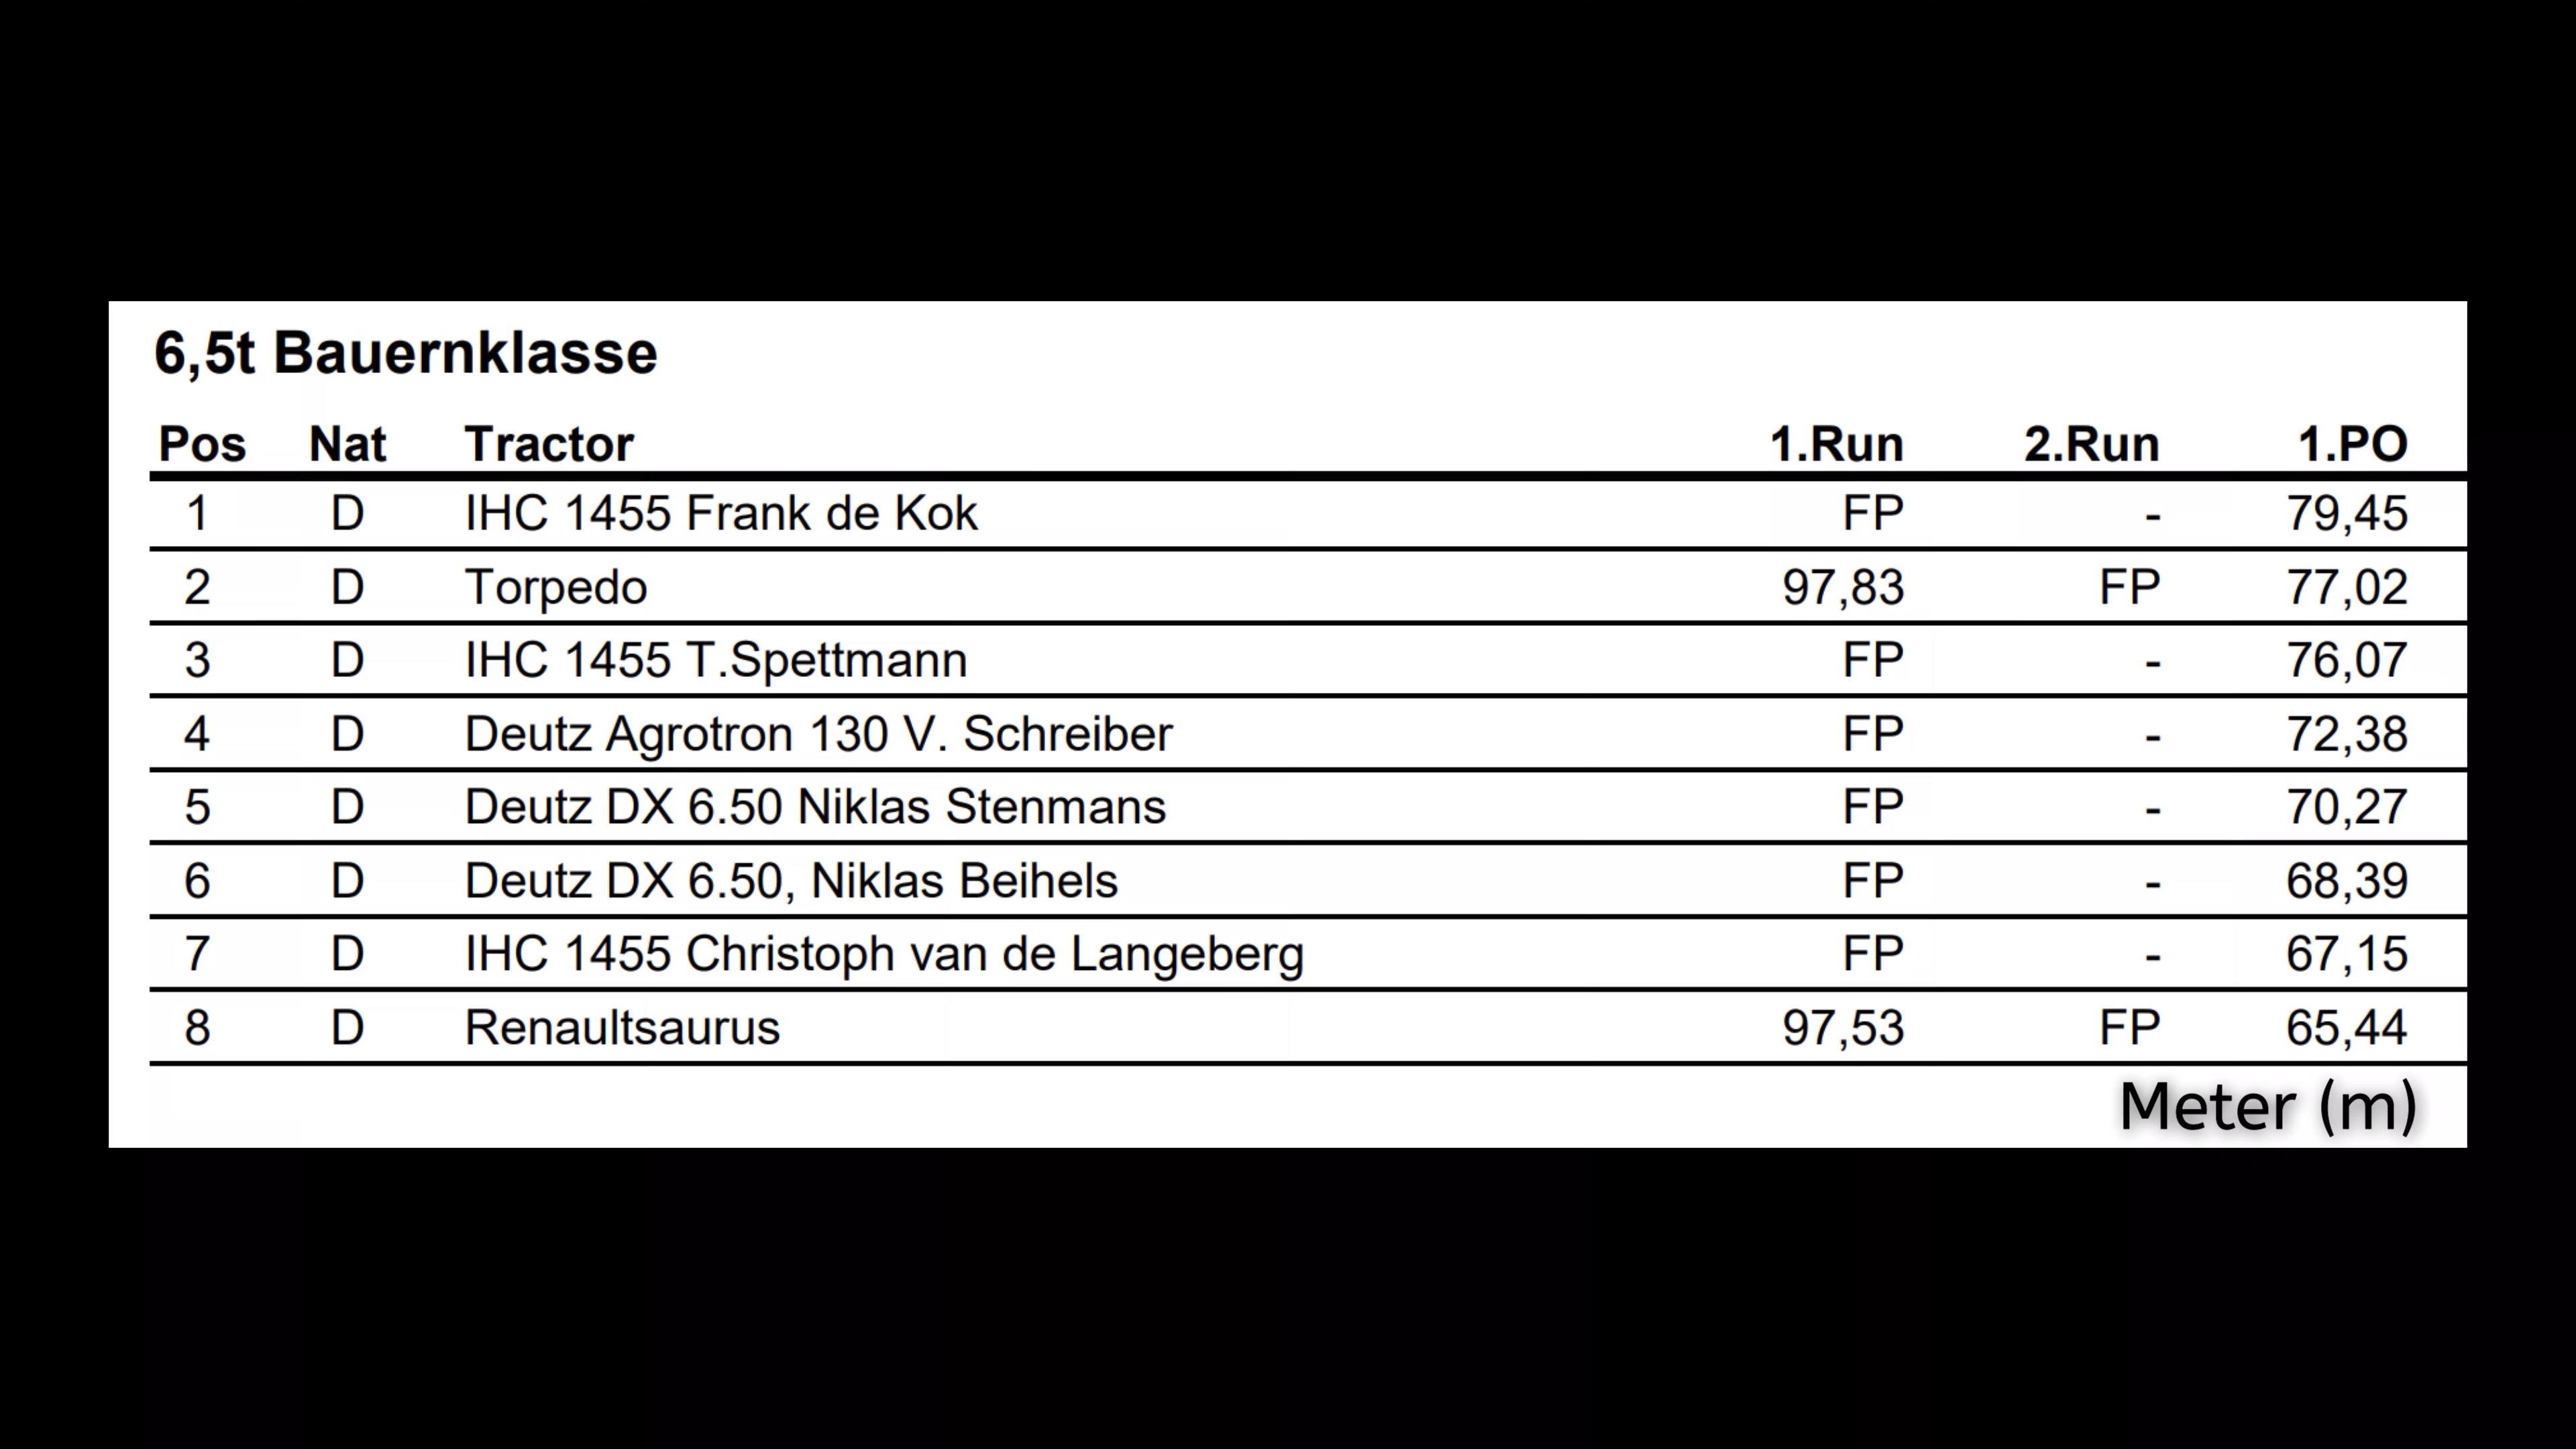 6,5t Bauernklasse
Pos Nat Tractor 1.Run 2.Run 1.PO
1 D IHC 1455 Frank de Kok FP - 79,45
2 D Torpedo 97,83 FP 77,02
3 D IHC 1455 T.Spettmann FP - 76,07
4 D Deutz Agrotron 130 V. Schreiber FP - 72,38
5 D Deutz DX 6.50 Niklas Stenmans FP - 70,27
6 D Deutz DX 6.50, Niklas Beihels FP - 68,39
7 D IHC 1455 Christoph van de Langeberg FP - 67,15
8 D Renaultsaurus 97,53 FP 65,44
Meter (m)